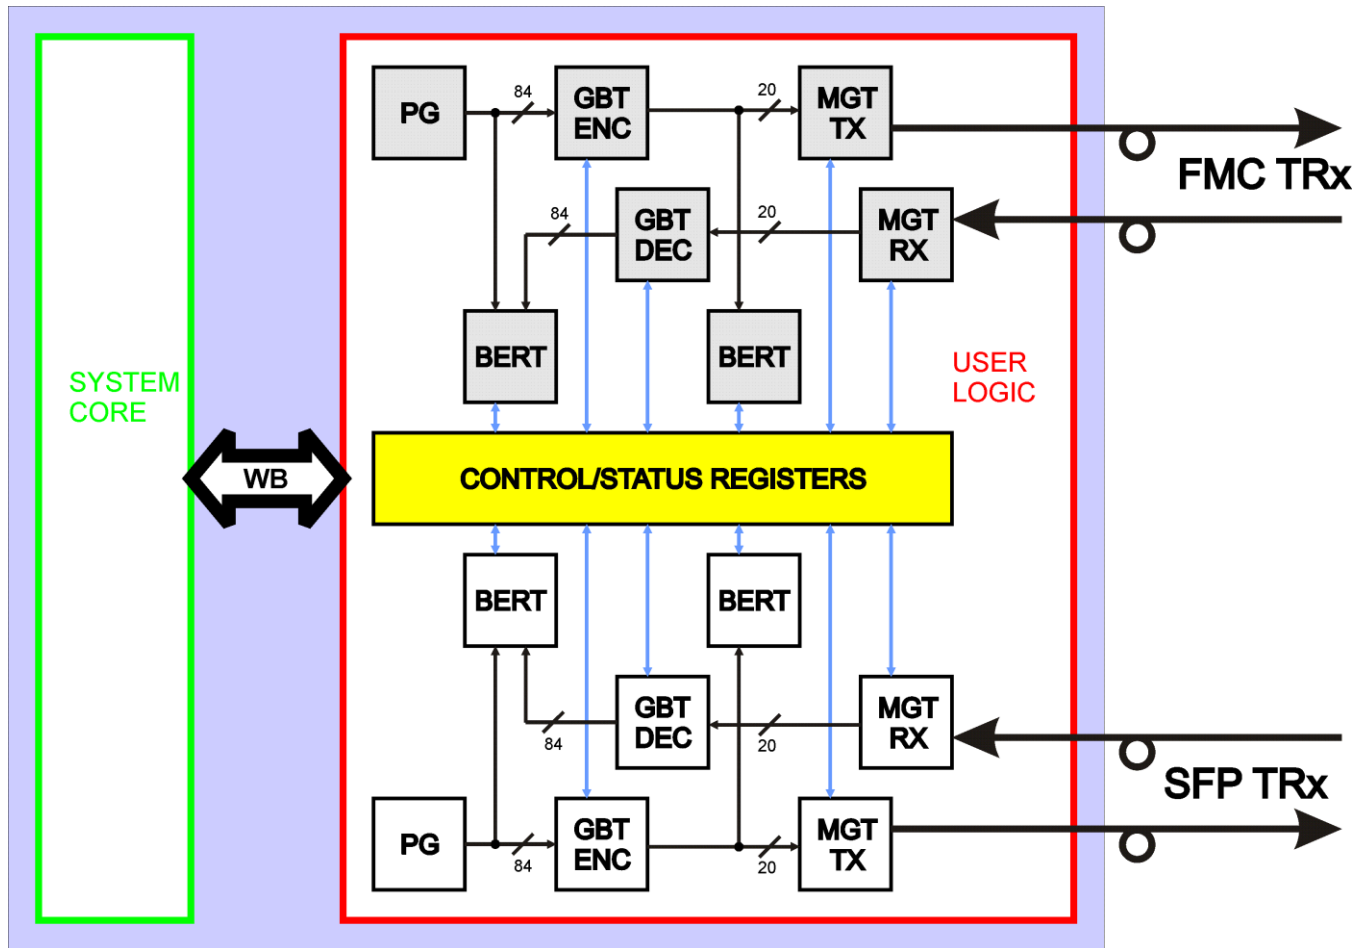 PG
84
GBT
ENC
20
MGT
TX
FMC TRx
84
GBT
DEC
20
MGT
RX
BERT
BERT
USER
LOGIC
SYSTEM
CORE
WB
CONTROL/STATUS REGISTERS
BERT
BERT
84
GBT
DEC
20
MGT
RX
SFP TRx
PG
84
GBT
ENC
20
MGT
TX